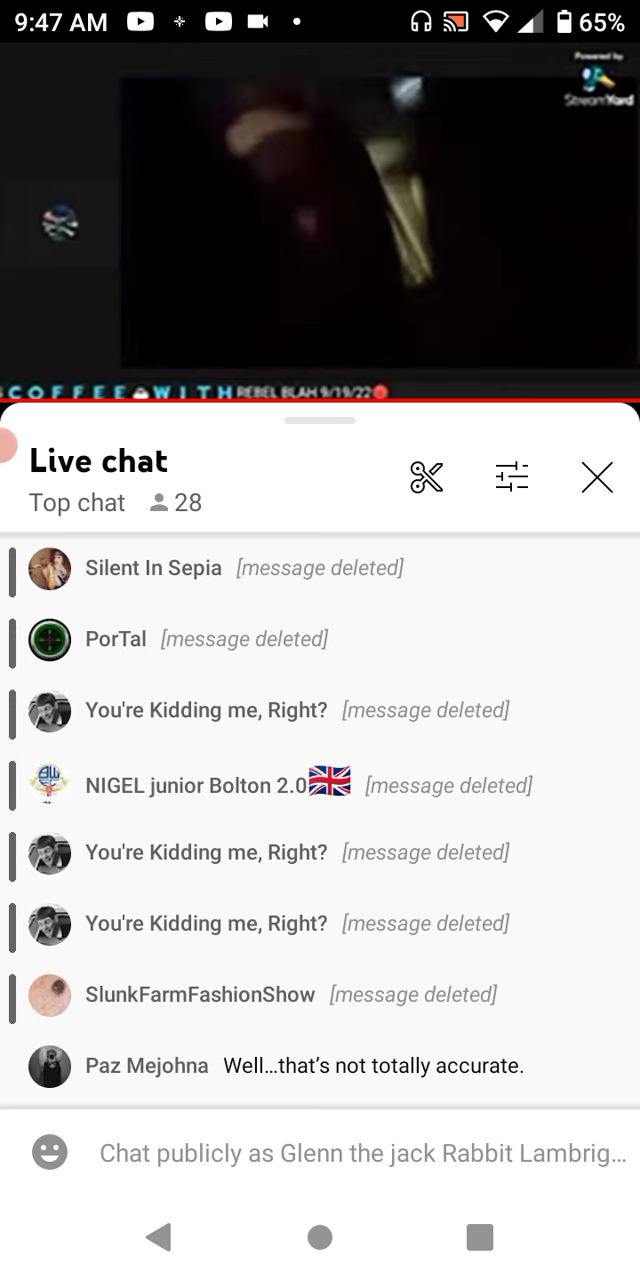 9:47 AM 65%
Powered by
StreamYard
COFFEE☕WITH REBEL BLAH 9/19/22🔴
Live chat
Top chat 28
Silent In Sepia [message deleted]
PorTal [message deleted]
You're Kidding me, Right? [message deleted]
NIGEL junior Bolton 2.0🇬🇧 [message deleted]
You're Kidding me, Right? [message deleted]
You're Kidding me, Right? [message deleted]
SlunkFarmFashionShow [message deleted]
Paz Mejohna Well...that’s not totally accurate.
Chat publicly as Glenn the jack Rabbit Lambrig...